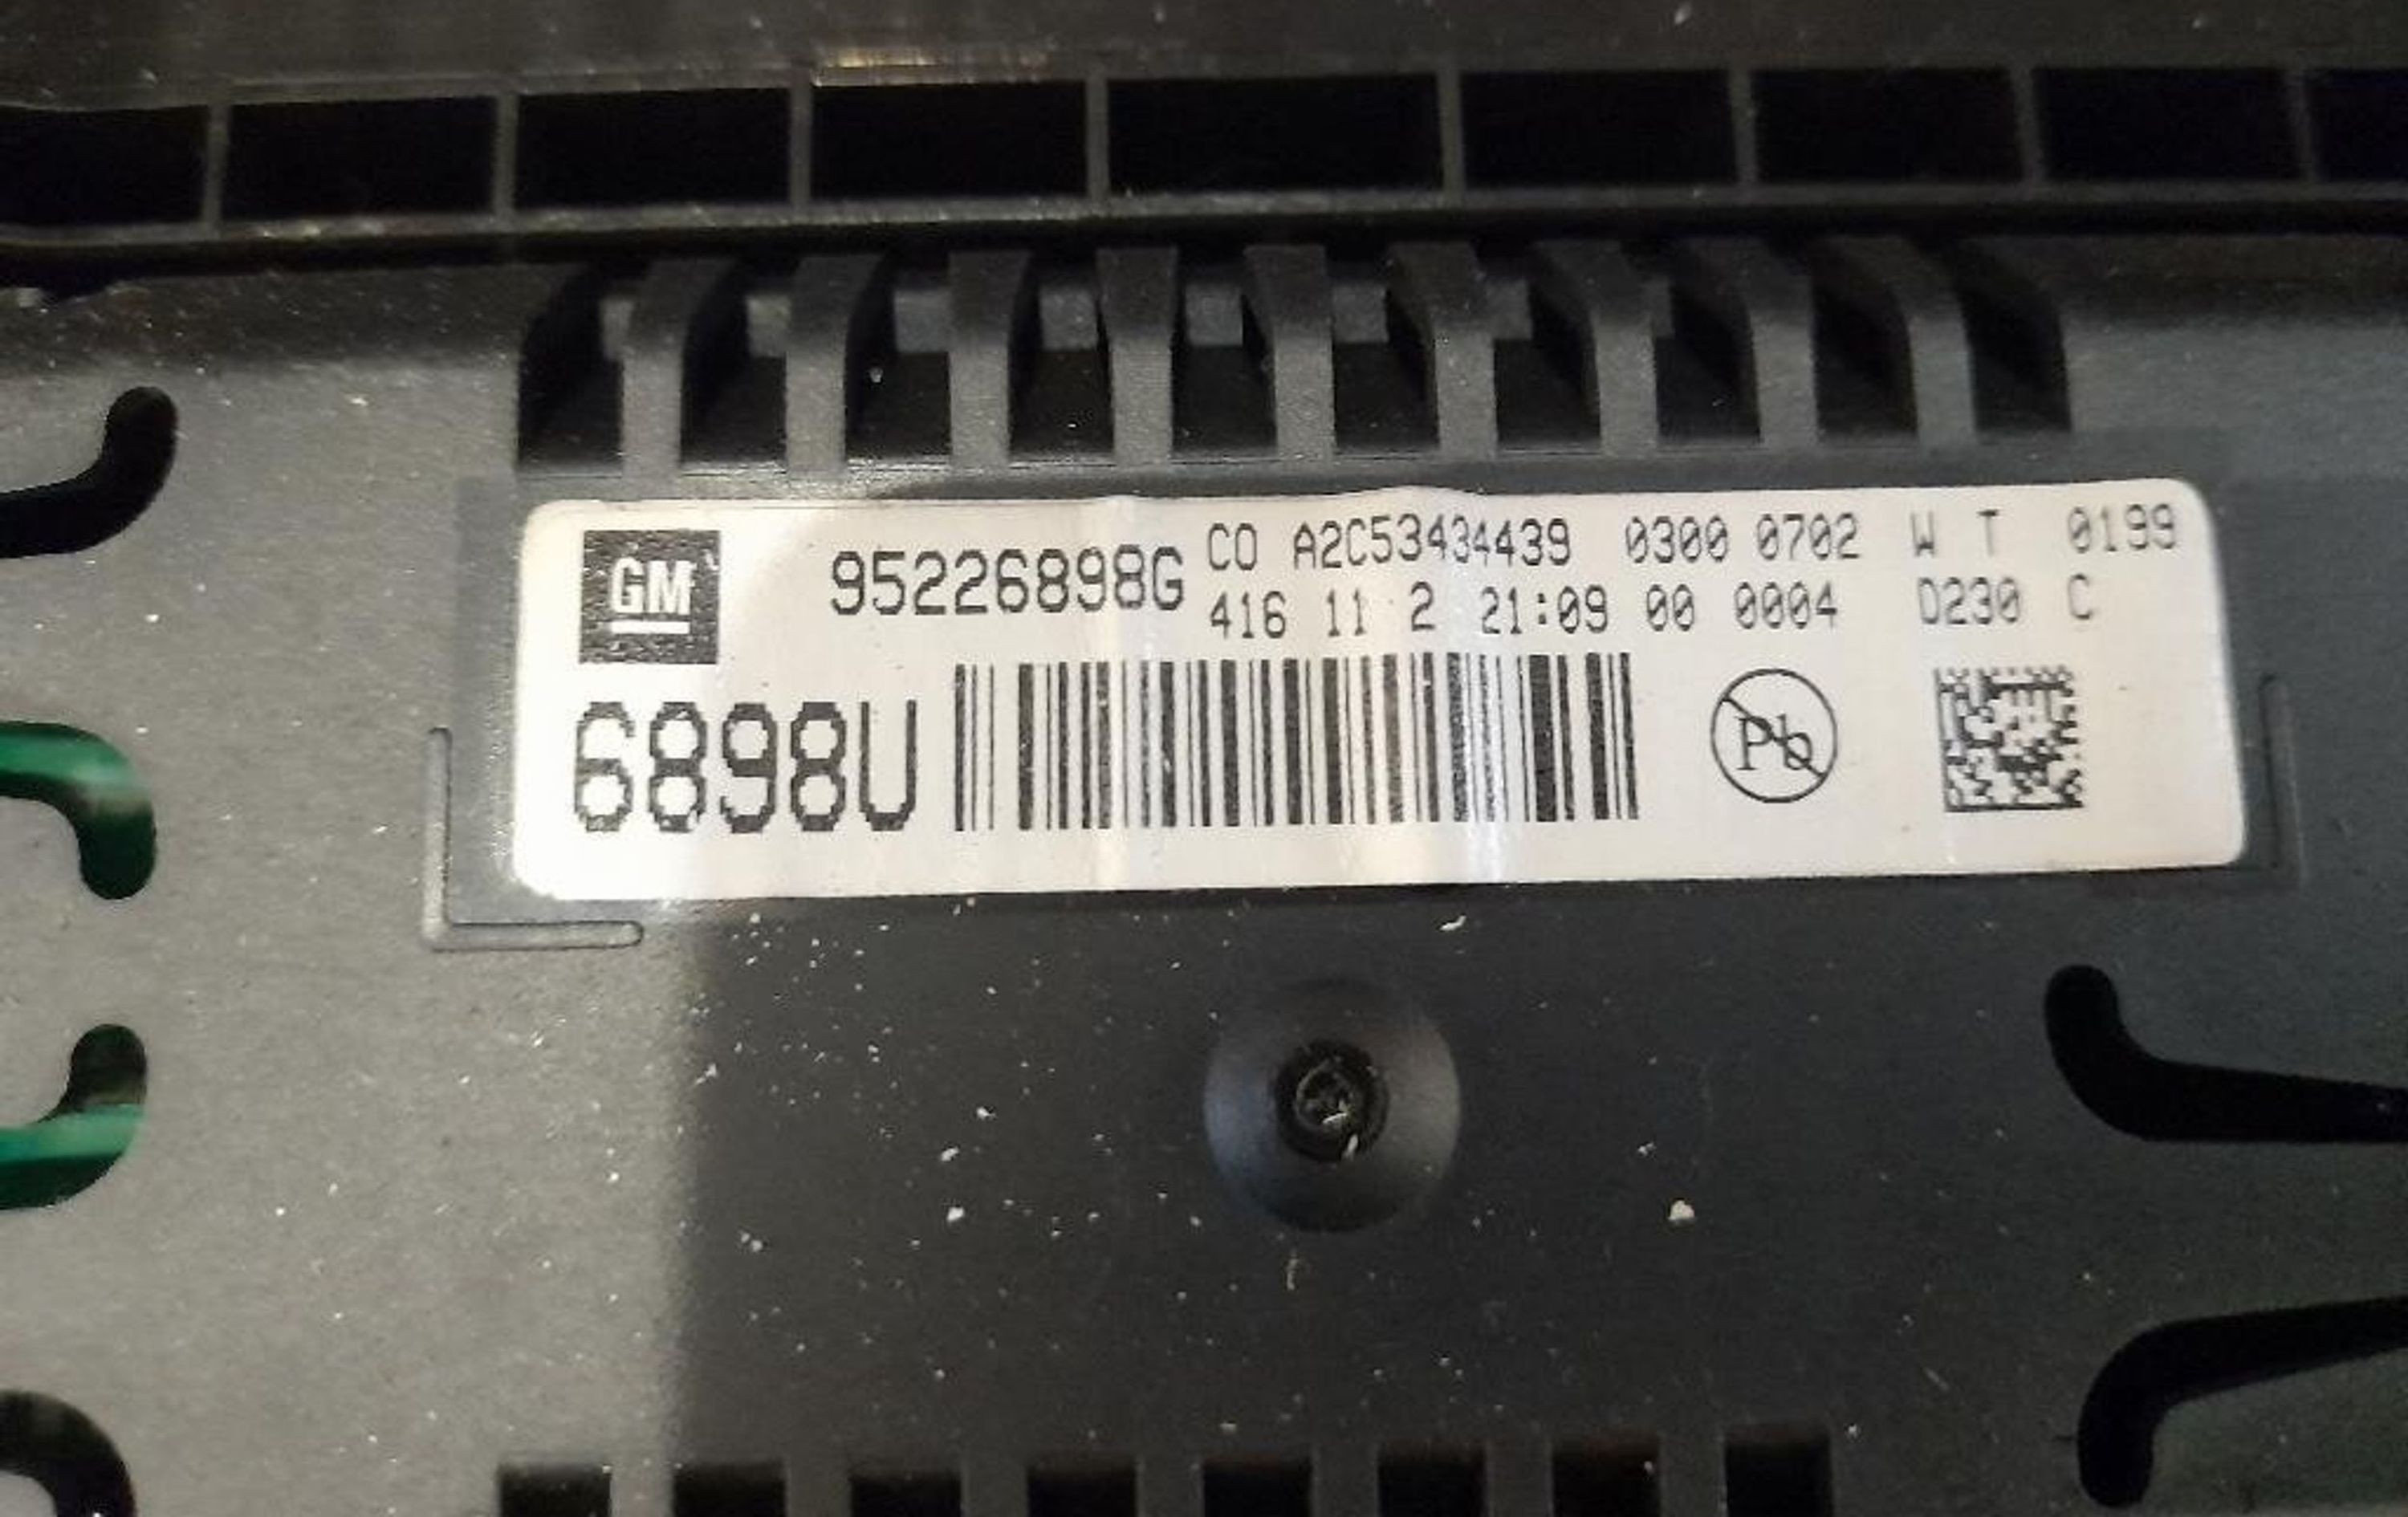 GM 95226898G CO A2C53434439 0300 0702 W T 0199
416 11 2 21:09 00 0004 D230 C
6898U Pb